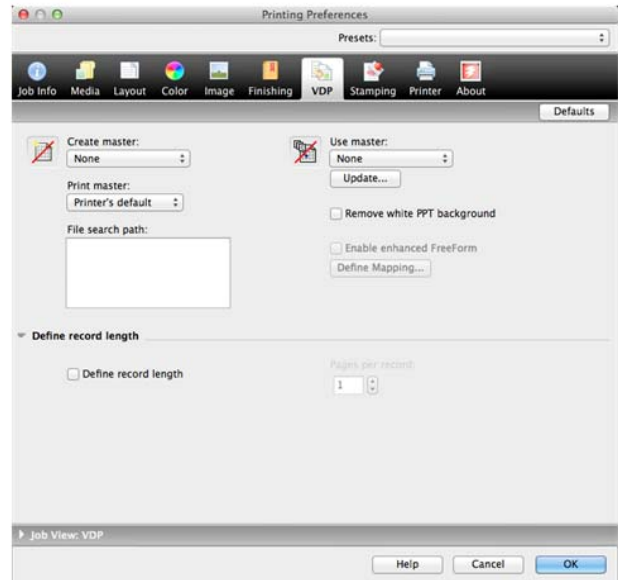 Printing Preferences
Presets:
Job Info Media Layout Color Image Finishing VDP Stamping Printer About
Defaults
Create master:
None
Print master:
Printer's default
File search path:
Use master:
None
Update...
Remove white PPT background
Enable enhanced FreeForm
Define Mapping...
Define record length
Define record length
Pages per record:
1
Job View: VDP
Help Cancel OK